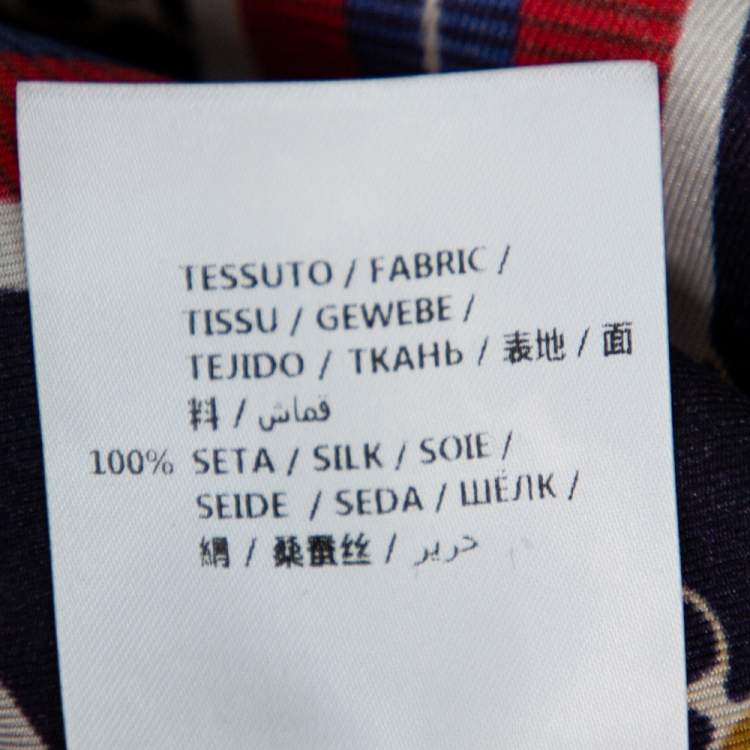 TESSUTO / FABRIC /
TISSU / GEWEBE /
TEJIDO / ТКАНЬ / 表地 / 面
料 / قماش
100% SETA / SILK / SOIE /
SEIDE / SEDA / ШЁЛК /
絹 / 桑蚕丝 / حرير